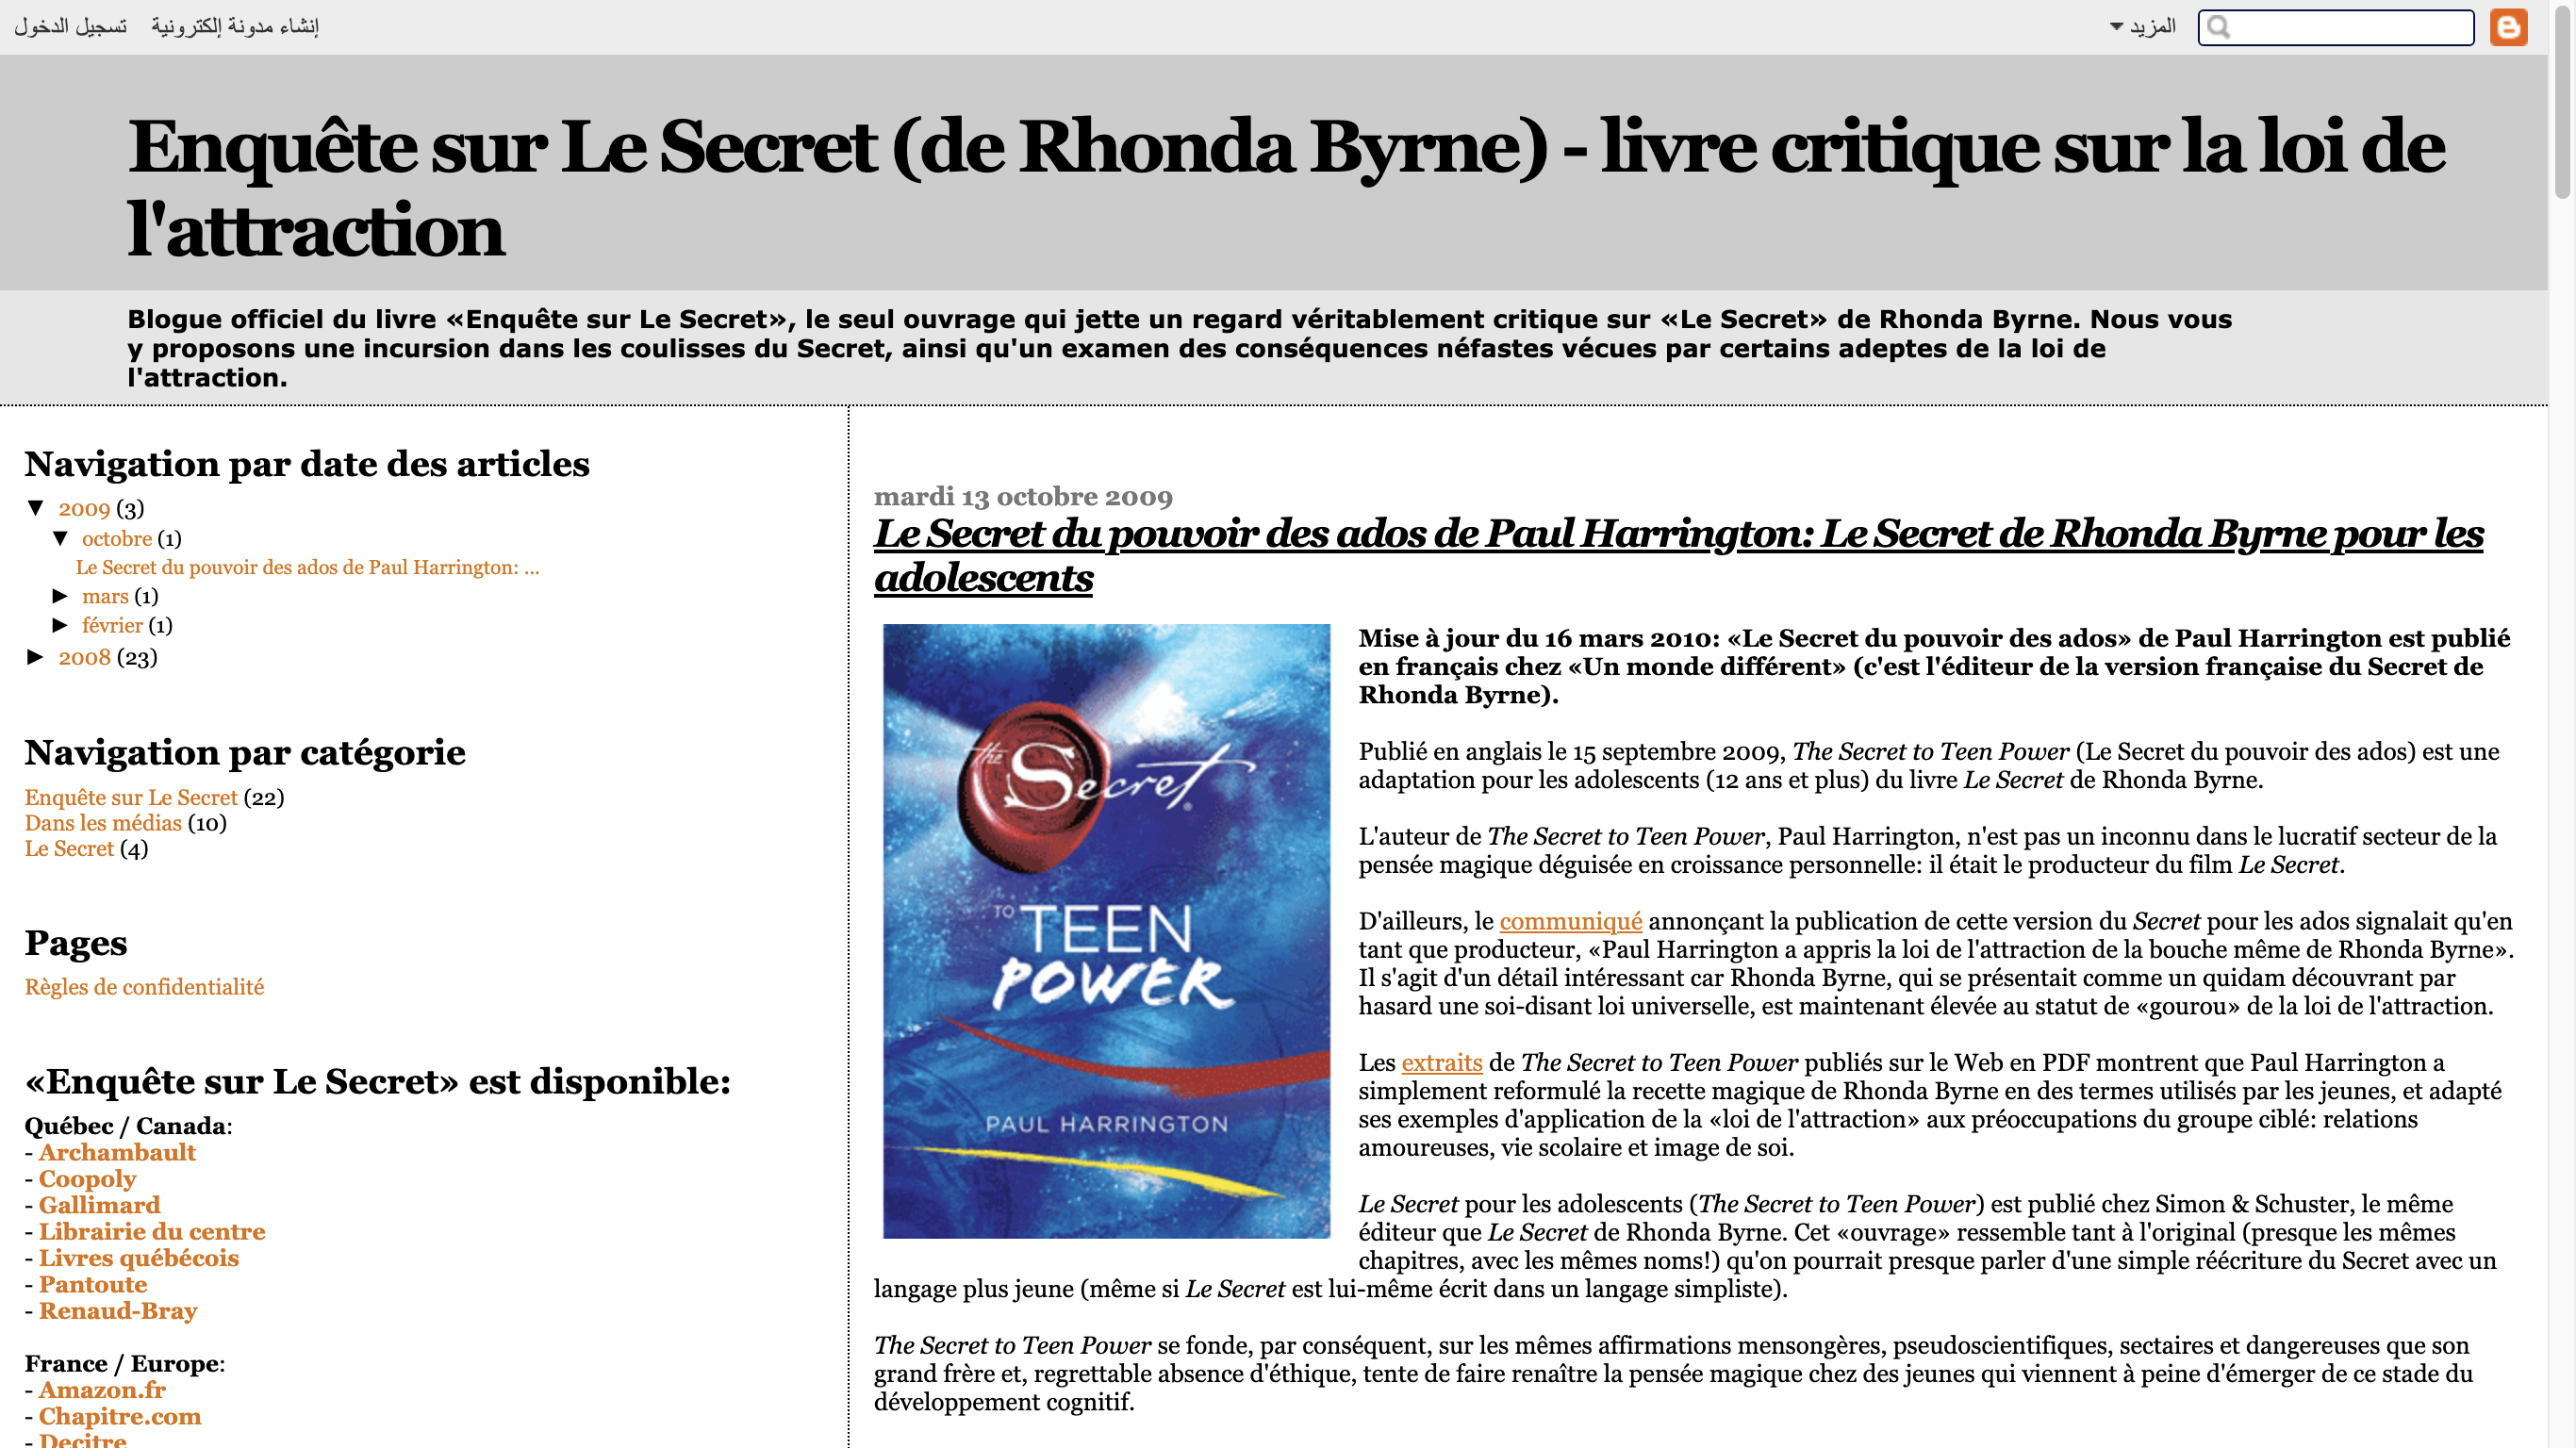 تسجيل الدخول
إنشاء مدونة إلكترونية
المزيد
Enquête sur Le Secret (de Rhonda Byrne) - livre critique sur la loi de
l'attraction
Blogue officiel du livre «Enquête sur Le Secret», le seul ouvrage qui jette un regard véritablement critique sur «Le Secret» de Rhonda Byrne. Nous vous
y proposons une incursion dans les coulisses du Secret, ainsi qu'un examen des conséquences néfastes vécues par certains adeptes de la loi de
l'attraction.
Navigation par date des articles
▼ 2009 (3)
▼ octobre (1)
Le Secret du pouvoir des ados de Paul Harrington: ...
► mars (1)
► février (1)
► 2008 (23)
Navigation par catégorie
Enquête sur Le Secret (22)
Dans les médias (10)
Le Secret (4)
Pages
Règles de confidentialité
«Enquête sur Le Secret» est disponible:
Québec / Canada:
- Archambault
- Coopoly
- Gallimard
- Librairie du centre
- Livres québécois
- Pantoute
- Renaud-Bray
France / Europe:
- Amazon.fr
- Chapitre.com
- Decitre
mardi 13 octobre 2009
Le Secret du pouvoir des ados de Paul Harrington: Le Secret de Rhonda Byrne pour les
adolescents
the Secret
TO TEEN
POWER
PAUL HARRINGTON
Mise à jour du 16 mars 2010: «Le Secret du pouvoir des ados» de Paul Harrington est publié
en français chez «Un monde différent» (c'est l'éditeur de la version française du Secret de
Rhonda Byrne).
Publié en anglais le 15 septembre 2009, The Secret to Teen Power (Le Secret du pouvoir des ados) est une
adaptation pour les adolescents (12 ans et plus) du livre Le Secret de Rhonda Byrne.
L'auteur de The Secret to Teen Power, Paul Harrington, n'est pas un inconnu dans le lucratif secteur de la
pensée magique déguisée en croissance personnelle: il était le producteur du film Le Secret.
D'ailleurs, le communiqué annonçant la publication de cette version du Secret pour les ados signalait qu'en
tant que producteur, «Paul Harrington a appris la loi de l'attraction de la bouche même de Rhonda Byrne».
Il s'agit d'un détail intéressant car Rhonda Byrne, qui se présentait comme un quidam découvrant par
hasard une soi-disant loi universelle, est maintenant élevée au statut de «gourou» de la loi de l'attraction.
Les extraits de The Secret to Teen Power publiés sur le Web en PDF montrent que Paul Harrington a
simplement reformulé la recette magique de Rhonda Byrne en des termes utilisés par les jeunes, et adapté
ses exemples d'application de la «loi de l'attraction» aux préoccupations du groupe ciblé: relations
amoureuses, vie scolaire et image de soi.
Le Secret pour les adolescents (The Secret to Teen Power) est publié chez Simon & Schuster, le même
éditeur que Le Secret de Rhonda Byrne. Cet «ouvrage» ressemble tant à l'original (presque les mêmes
chapitres, avec les mêmes noms!) qu'on pourrait presque parler d'une simple réécriture du Secret avec un
langage plus jeune (même si Le Secret est lui-même écrit dans un langage simpliste).
The Secret to Teen Power se fonde, par conséquent, sur les mêmes affirmations mensongères, pseudoscientifiques, sectaires et dangereuses que son
grand frère et, regrettable absence d'éthique, tente de faire renaître la pensée magique chez des jeunes qui viennent à peine d'émerger de ce stade du
développement cognitif.